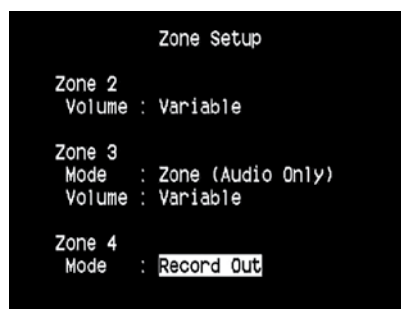 Zone Setup
Zone 2
Volume : Variable
Zone 3
Mode : Zone (Audio Only)
Volume : Variable
Zone 4
Mode : Record Out